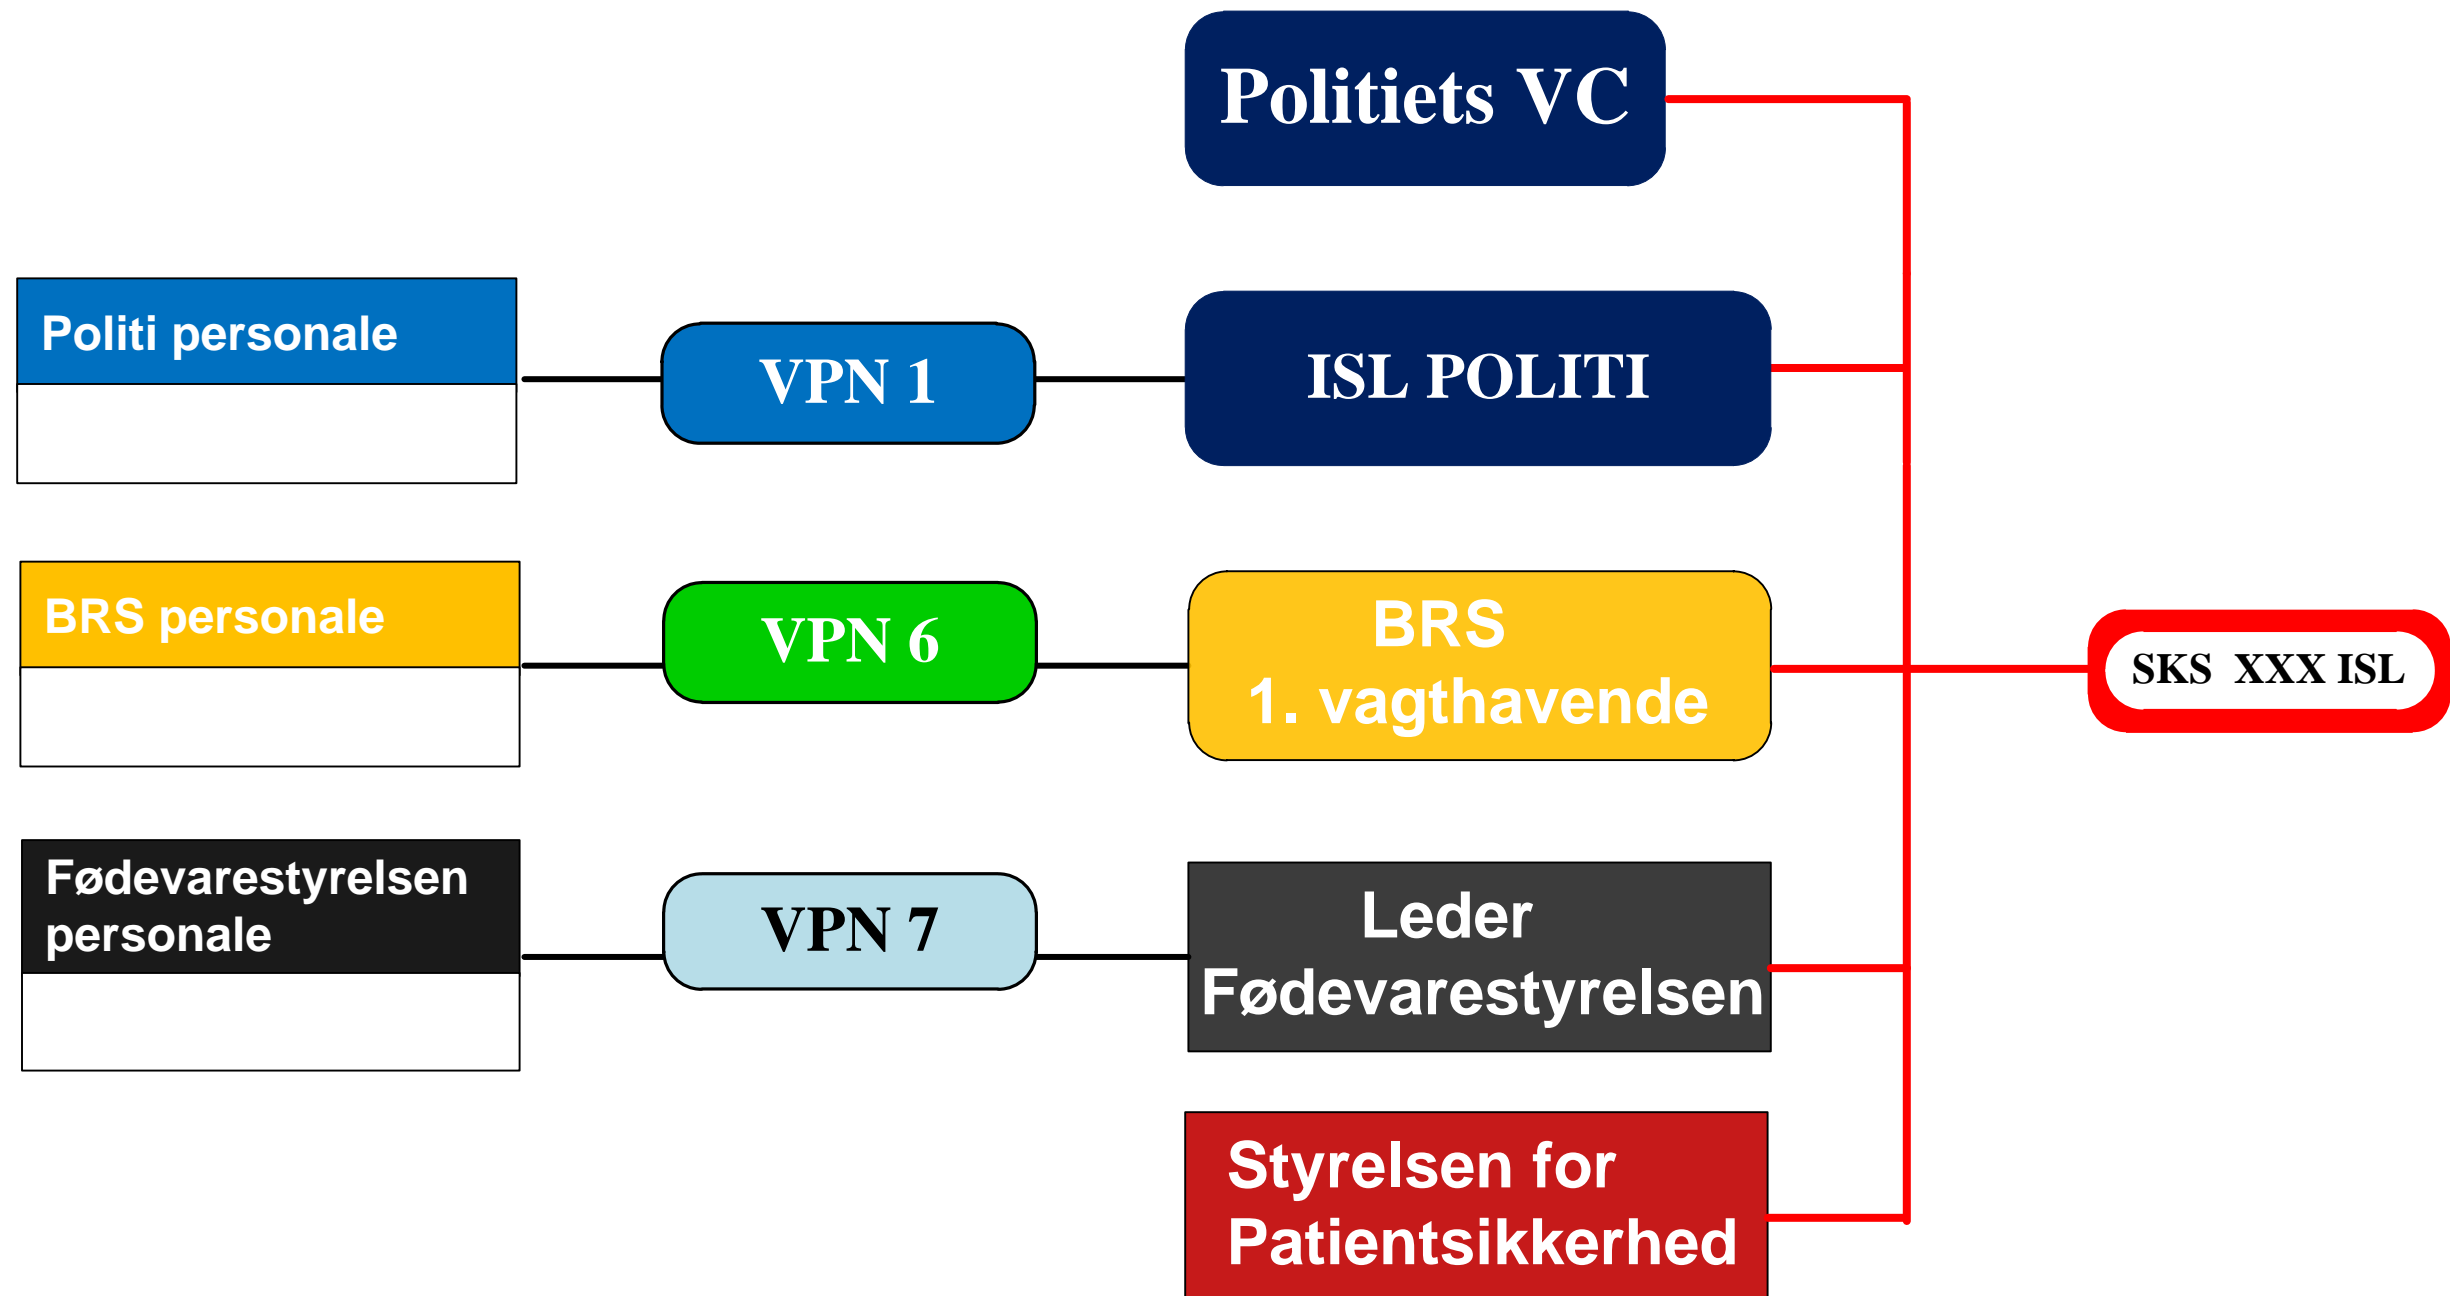 Politiets VC
Politi personale
VPN 1
ISL POLITI
BRS personale
VPN 6
BRS
1. vagthavende
SKS XXX ISL
Fødevarestyrelsen
personale
VPN 7
Leder
Fødevarestyrelsen
Styrelsen for
Patientsikkerhed